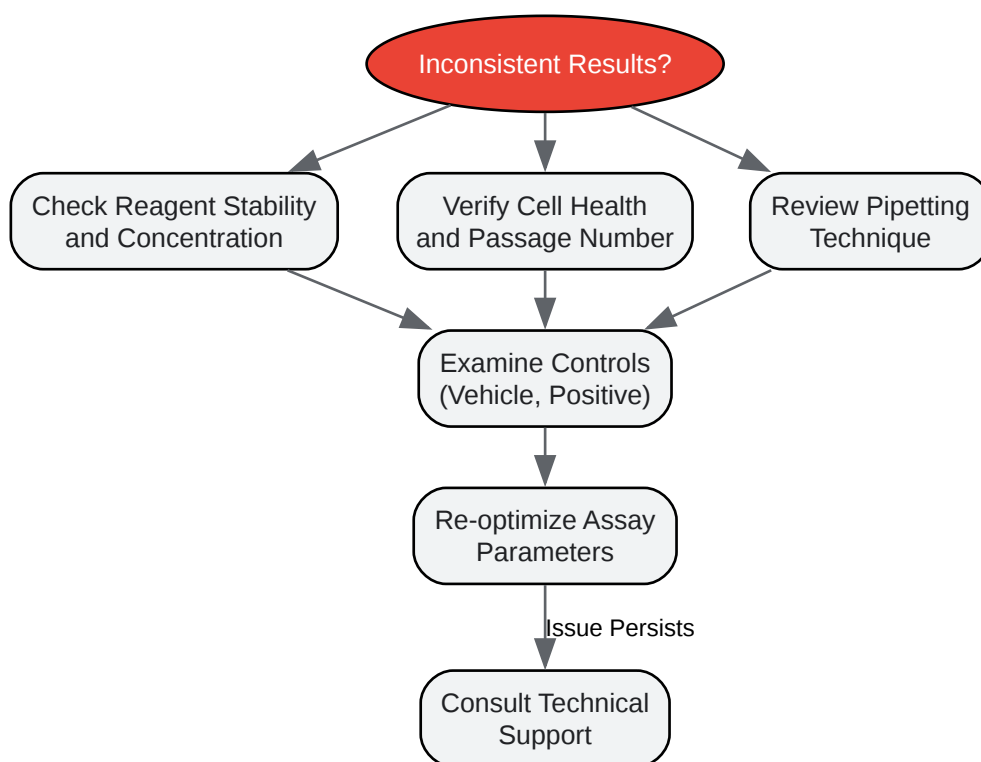 Inconsistent Results?
Check Reagent Stability
and Concentration
Verify Cell Health
and Passage Number
Review Pipetting
Technique
Examine Controls
(Vehicle, Positive)
Re-optimize Assay
Parameters
Issue Persists
Consult Technical
Support